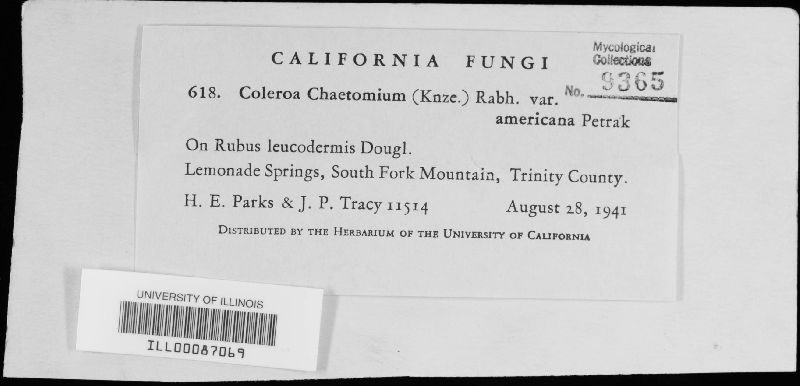 CALIFORNIA FUNGI
Mycological
Collections
No. 9365
618. Coleroa Chaetomium (Knze.) Rabh. var.
americana Petrak
On Rubus leucodermis Dougl.
Lemonade Springs, South Fork Mountain, Trinity County.
H. E. Parks & J. P. Tracy 11514 August 28, 1941
Distributed by the Herbarium of the University of California
UNIVERSITY OF ILLINOIS
ILL00087069